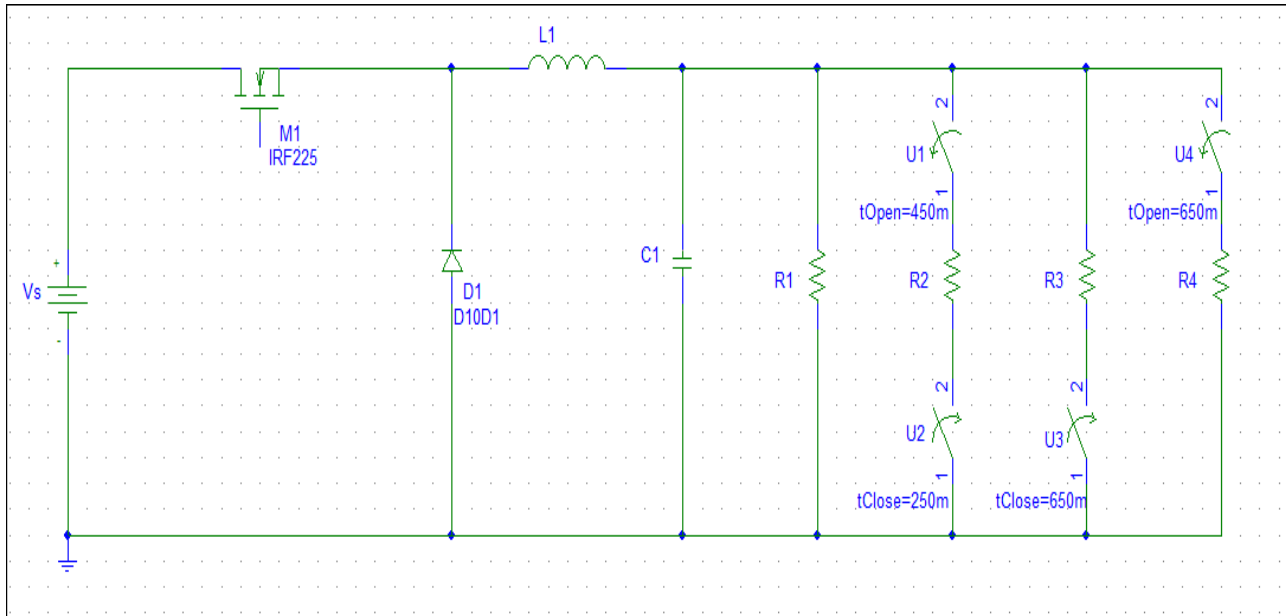 L1
M1
IRF225
2
U1
1
tOpen=450m
2
U4
1
tOpen=650m
+
Vs
-
D1
D10D1
C1
R1
R2
R3
R4
2
U2
1
tClose=250m
2
U3
1
tClose=650m